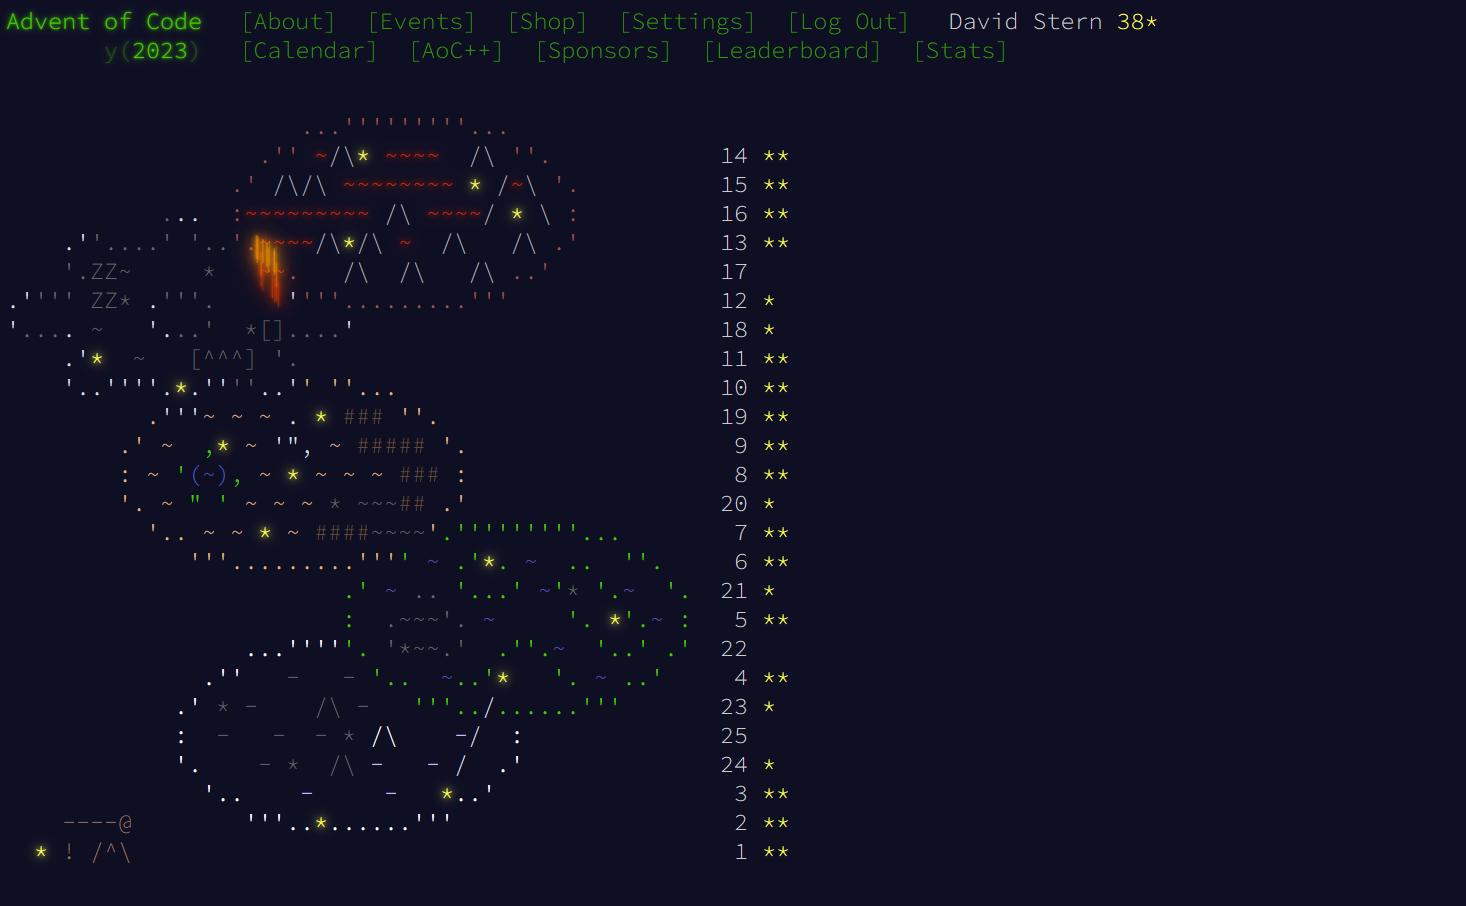 Advent of Code [About] [Events] [Shop] [Settings] [Log Out] David Stern 38*
y(2023) [Calendar] [AoC++] [Sponsors] [Leaderboard] [Stats]
14 **
15 **
16 **
13 **
ZZ~ 17
ZZ* 12 *
18 *
[^^^] 11 **
10 **
### 19 **
##### 9 **
### 8 **
## 20 *
#### 7 **
6 **
21 *
5 **
22
4 **
23 *
25
24 *
3 **
----@ 2 **
* ! /^\ 1 **